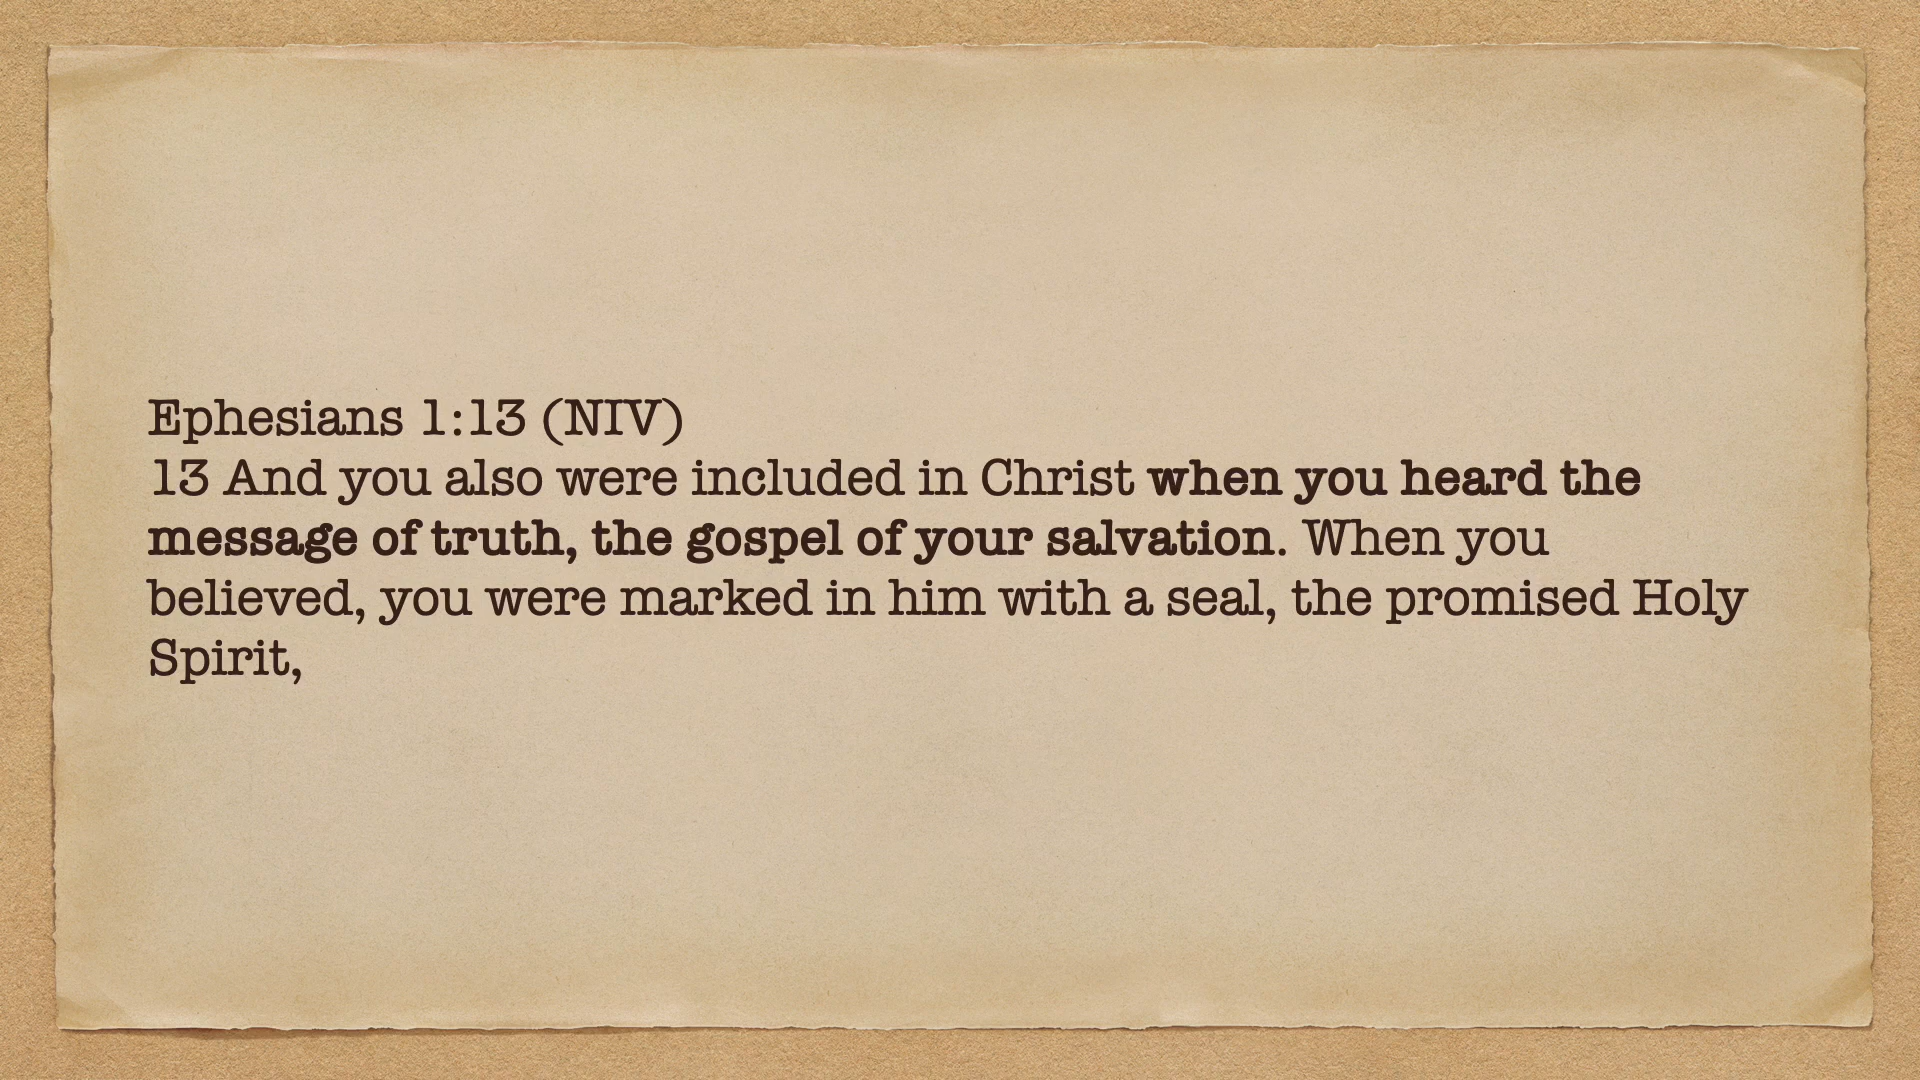 Ephesians 1:13 (NIV)
13 And you also were included in Christ when you heard the
message of truth, the gospel of your salvation. When you
believed, you were marked in him with a seal, the promised Holy
Spirit,